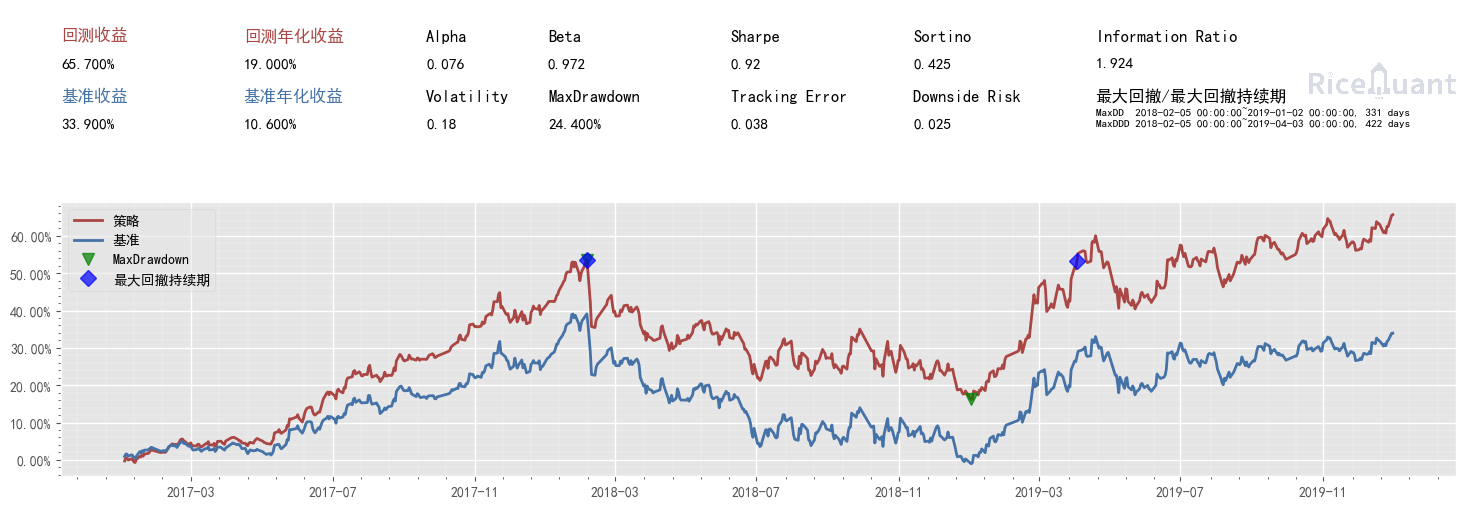 回测收益 回测年化收益 Alpha Beta Sharpe Sortino Information Ratio
65.700% 19.000% 0.076 0.972 0.92 0.425 1.924
RiceQuant
基准收益 基准年化收益 Volatility MaxDrawdown Tracking Error Downside Risk 最大回撤/最大回撤持续期
33.900% 10.600% 0.18 24.400% 0.038 0.025
MaxDD 2018-02-05 00:00:00~2019-01-02 00:00:00, 331 days
MaxDDD 2018-02-05 00:00:00~2019-04-03 00:00:00, 422 days
策略
基准
MaxDrawdown
最大回撤持续期
60.00%
50.00%
40.00%
30.00%
20.00%
10.00%
0.00%
2017-03 2017-07 2017-11 2018-03 2018-07 2018-11 2019-03 2019-07 2019-11